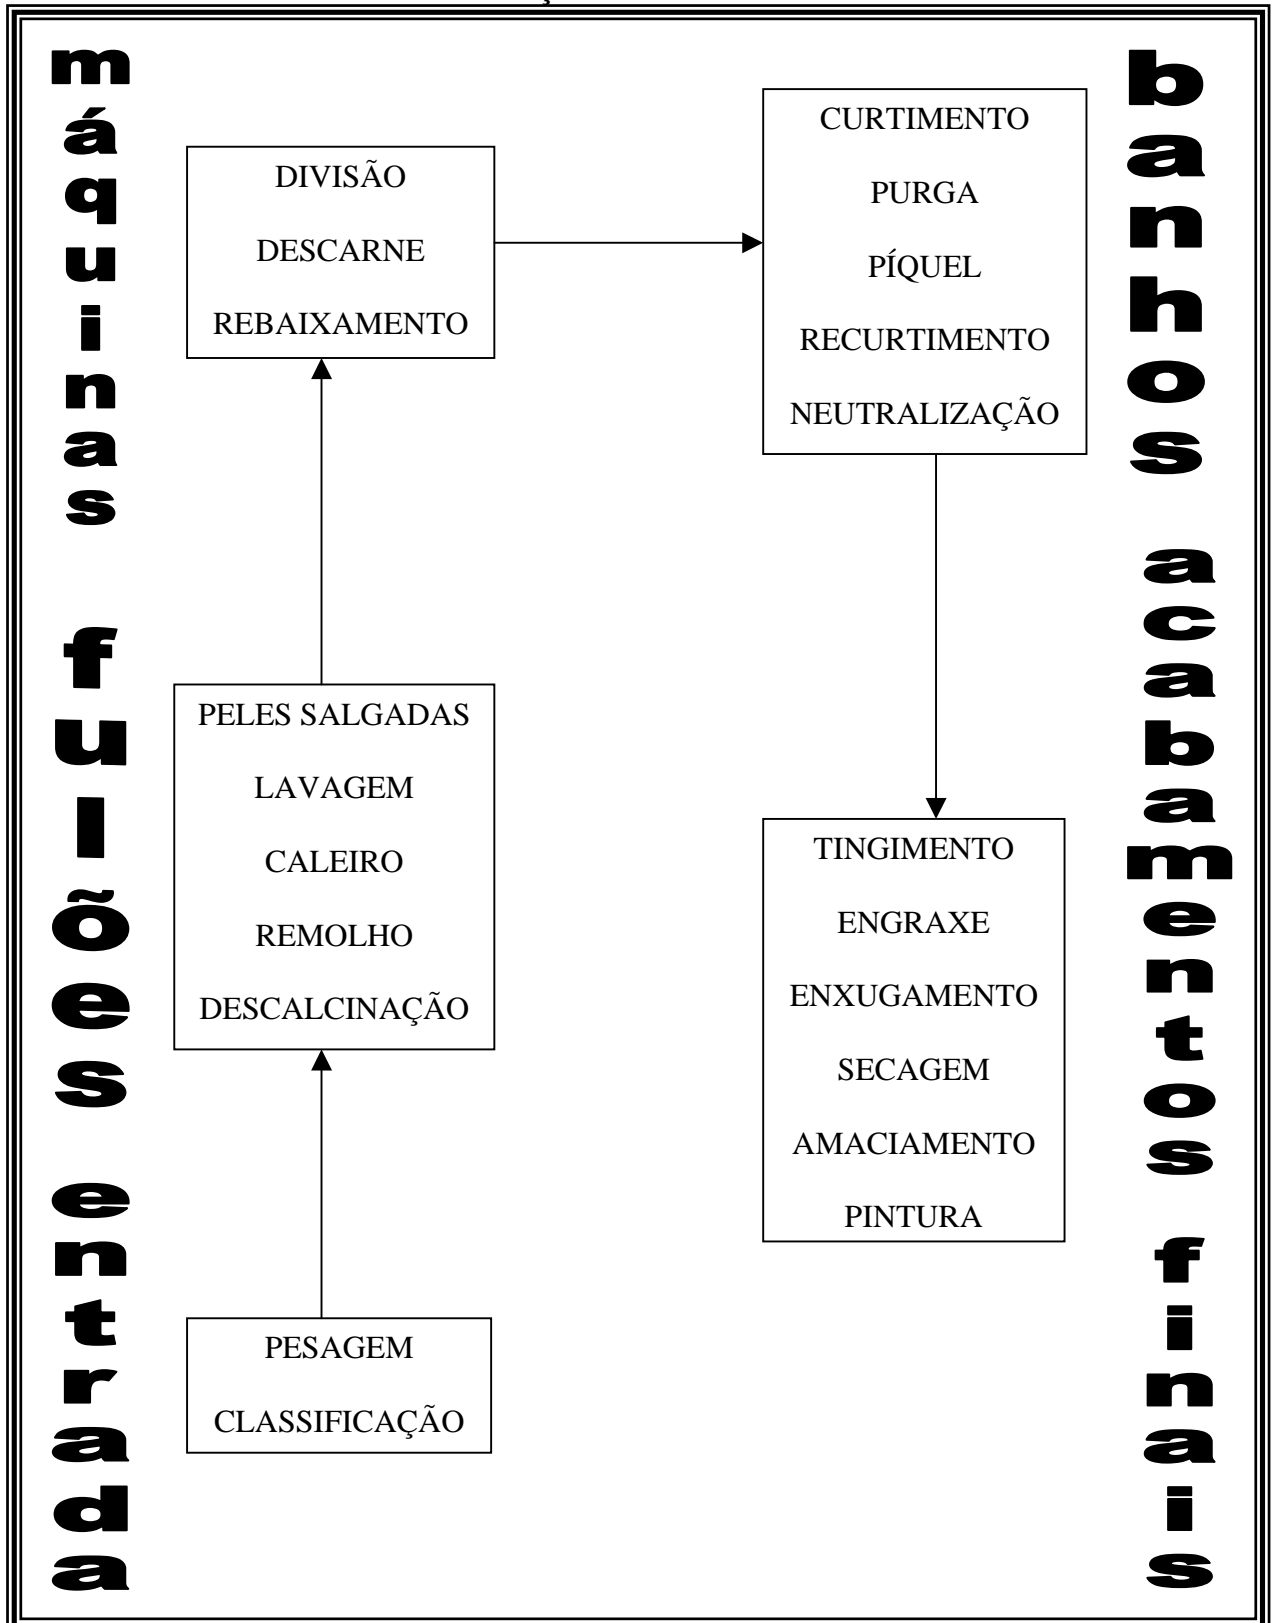 máquinas
fulões
entrada
DIVISÃO
DESCARNE
REBAIXAMENTO
PELES SALGADAS
LAVAGEM
CALEIRO
REMOLHO
DESCALCINAÇÃO
PESAGEM
CLASSIFICAÇÃO
CURTIMENTO
PURGA
PÍQUEL
RECURTIMENTO
NEUTRALIZAÇÃO
TINGIMENTO
ENGRAXE
ENXUGAMENTO
SECAGEM
AMACIAMENTO
PINTURA
banhos
acabamentos
finais